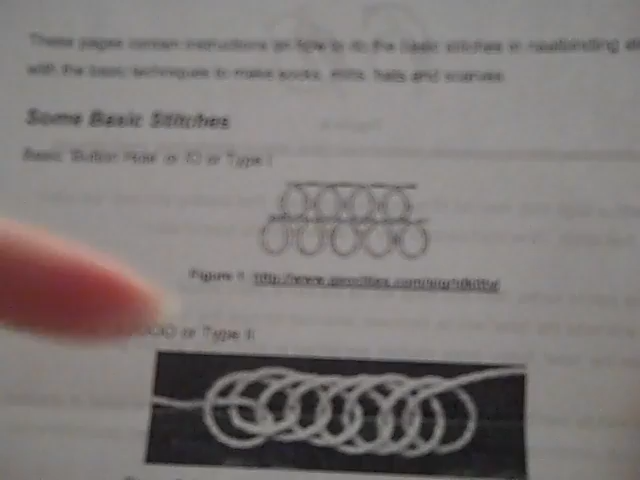 These pages contain instructions on how to do the basic stitches in naalbinding
with the basic techniques to make socks, mitts, hats and scarves.
Some Basic Stitches
Basic 'Button Hole' or or Type I
Figure 1
or Type II